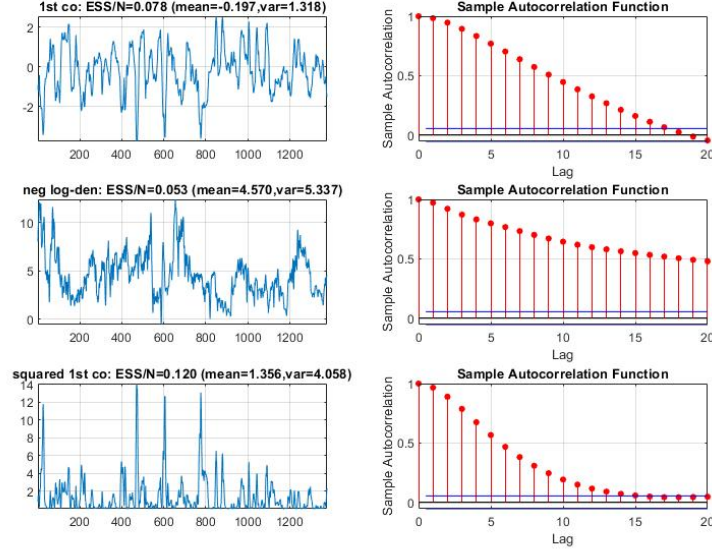 1st co: ESS/N=0.078 (mean=-0.197,var=1.318)
2
0
-2
200 400 600 800 1000 1200
Sample Autocorrelation Function
Sample Autocorrelation
1
0.5
0
0 5 10 15 20
Lag
neg log-den: ESS/N=0.053 (mean=4.570,var=5.337)
10
5
0
200 400 600 800 1000 1200
Sample Autocorrelation Function
Sample Autocorrelation
1
0.5
0
0 5 10 15 20
Lag
squared 1st co: ESS/N=0.120 (mean=1.356,var=4.058)
14
12
10
8
6
4
2
200 400 600 800 1000 1200
Sample Autocorrelation Function
Sample Autocorrelation
1
0.5
0
0 5 10 15 20
Lag